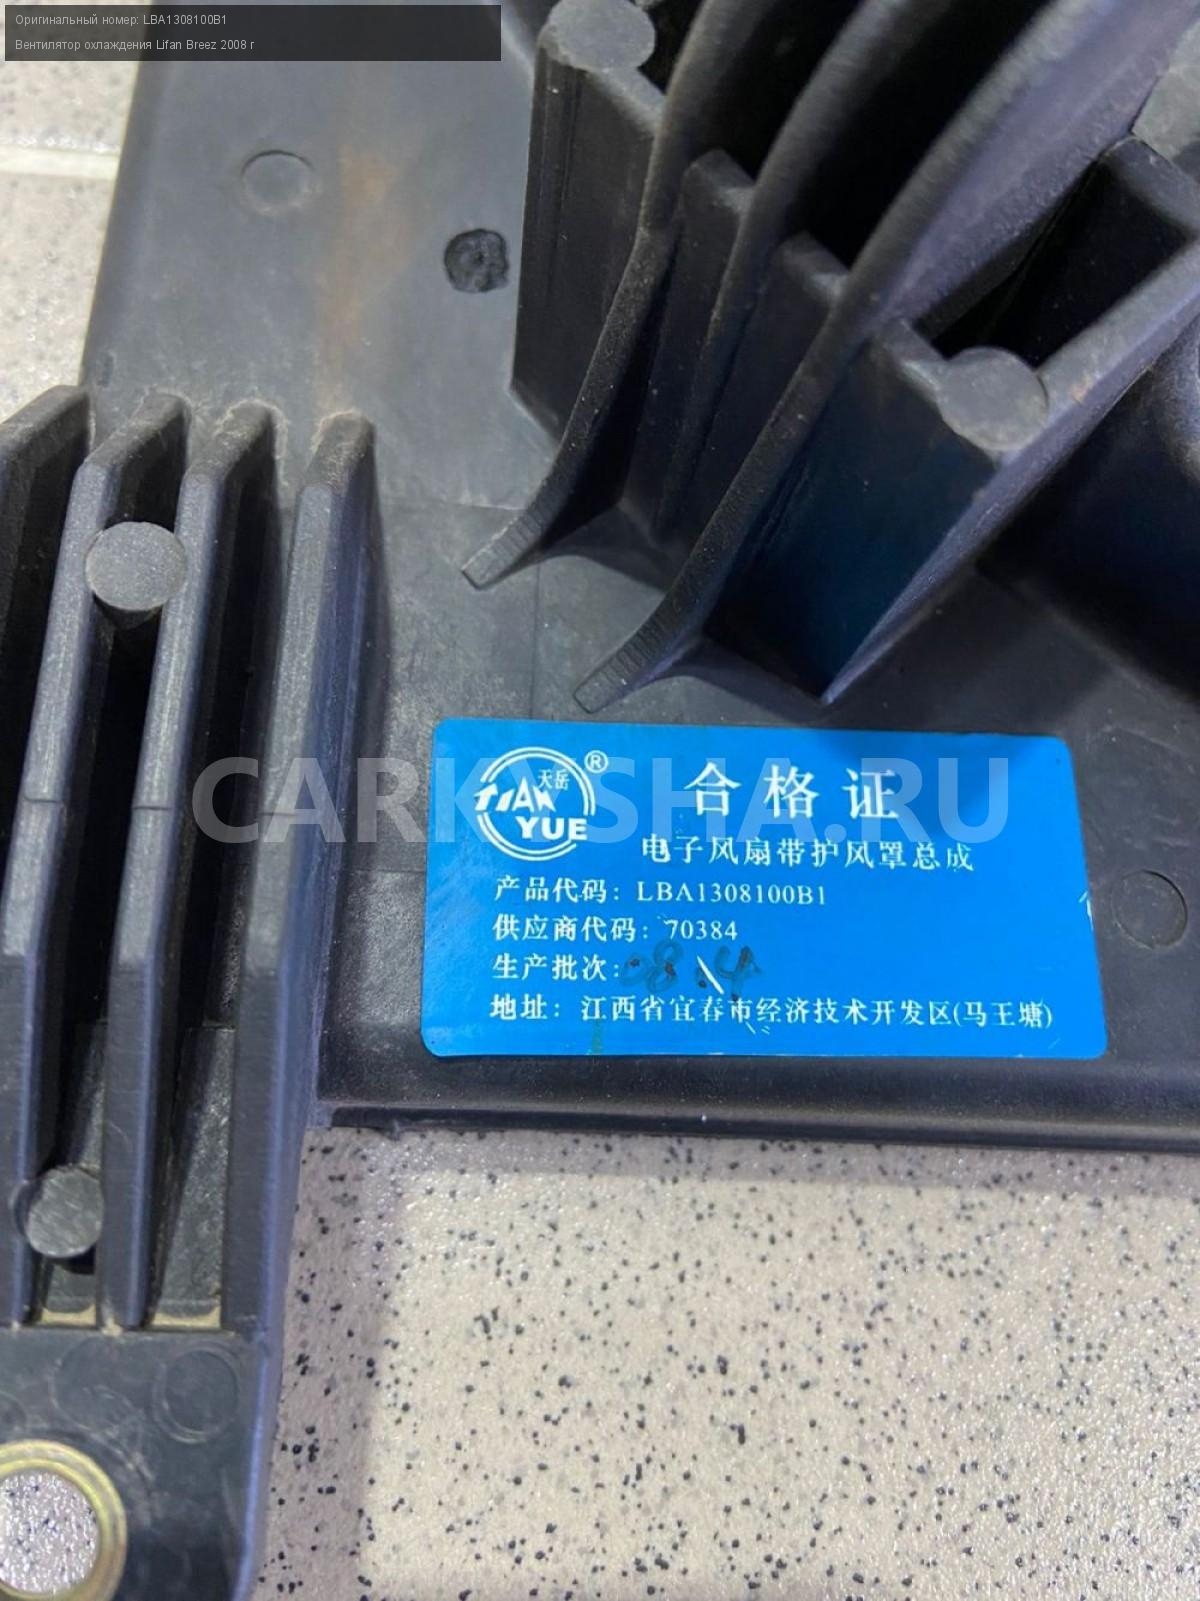 Оригинальный номер: LBA1308100B1
Вентилятор охлаждения Lifan Breez 2008 г
天岳
TIAN
YUE
®
合格证
CARKYSHA.RU
电子风扇带护风罩总成
产品代码: LBA1308100B1
供应商代码: 70384
生产批次: 08.4
地址: 江西省宜春市经济技术开发区(马王塘)